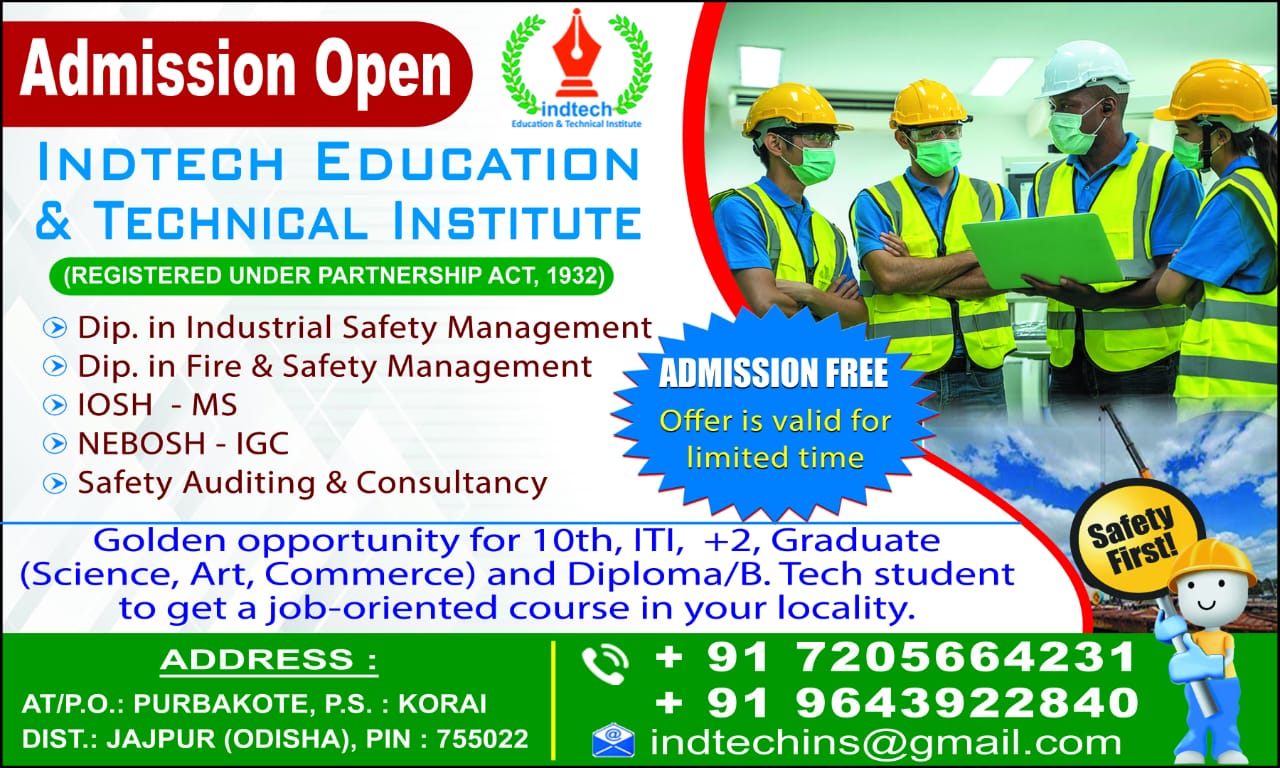 Admission Open
indtech
Education & Technical Institute
INDTECH EDUCATION
& TECHNICAL INSTITUTE
(REGISTERED UNDER PARTNERSHIP ACT, 1932)
Dip. in Industrial Safety Management
Dip. in Fire & Safety Management
IOSH - MS
NEBOSH - IGC
Safety Auditing & Consultancy
ADMISSION FREE
Offer is valid for
limited time
Safety
First!
Golden opportunity for 10th, ITI, +2, Graduate
(Science, Art, Commerce) and Diploma/B. Tech student
to get a job-oriented course in your locality.
ADDRESS :
AT/P.O.: PURBAKOTE, P.S. : KORAI
DIST.: JAJPUR (ODISHA), PIN : 755022
+ 91 7205664231
+ 91 9643922840
@
indtechins@gmail.com